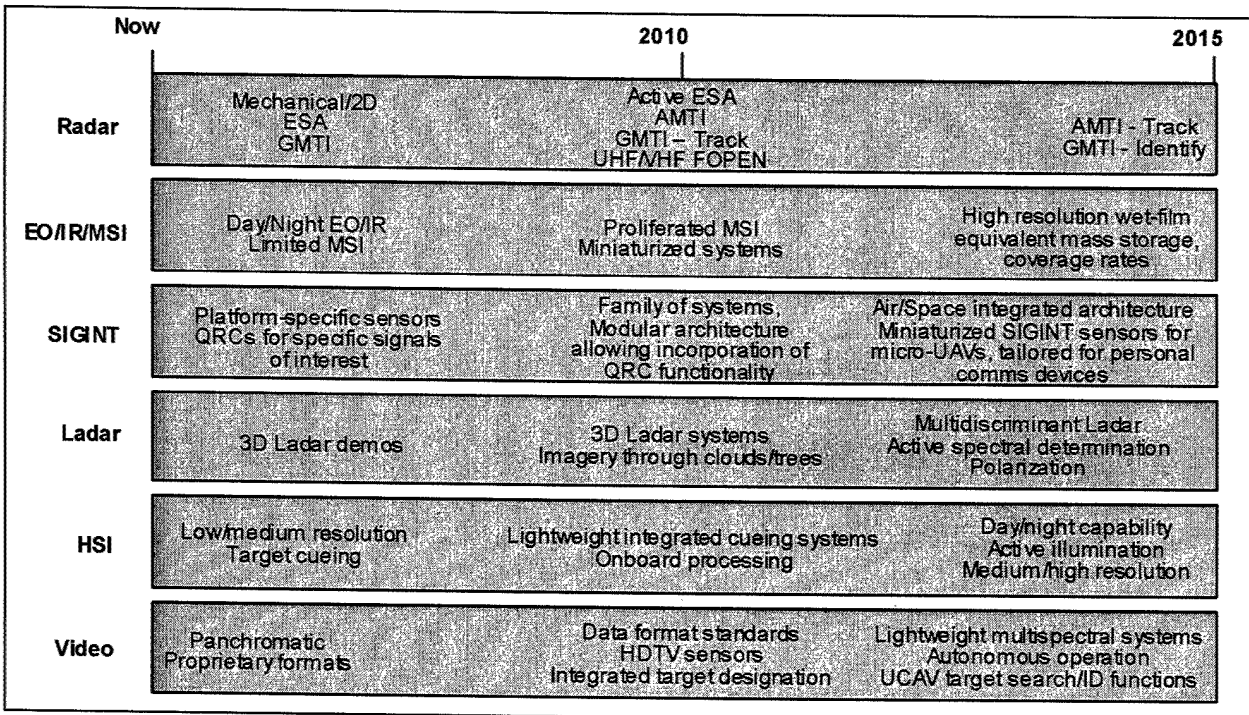 Now
2010
2015
Radar
Mechanical/2D
ESA
GMTI
Active ESA
AMTI
GMTI – Track
UHF/VHF FOPEN
AMTI - Track
GMTI - Identify
EO/IR/MSI
Day/Night EO/IR
Limited MSI
Proliferated MSI
Miniaturized systems
High resolution wet-film
equivalent mass storage,
coverage rates
SIGINT
Platform-specific sensors
QRCs for specific signals
of interest
Family of systems,
Modular architecture
allowing incorporation of
QRC functionality
Air/Space integrated architecture
Miniaturized SIGINT sensors for
micro-UAVs, tailored for personal
comms devices
Ladar
3D Ladar demos
3D Ladar systems
Imagery through clouds/trees
Multidiscriminant Ladar
Active spectral determination
Polarization
HSI
Low/medium resolution
Target cueing
Lightweight integrated cueing systems
Onboard processing
Day/night capability
Active illumination
Medium/high resolution
Video
Panchromatic
Proprietary formats
Data format standards
HDTV sensors
Integrated target designation
Lightweight multispectral systems
Autonomous operation
UCAV target search/ID functions